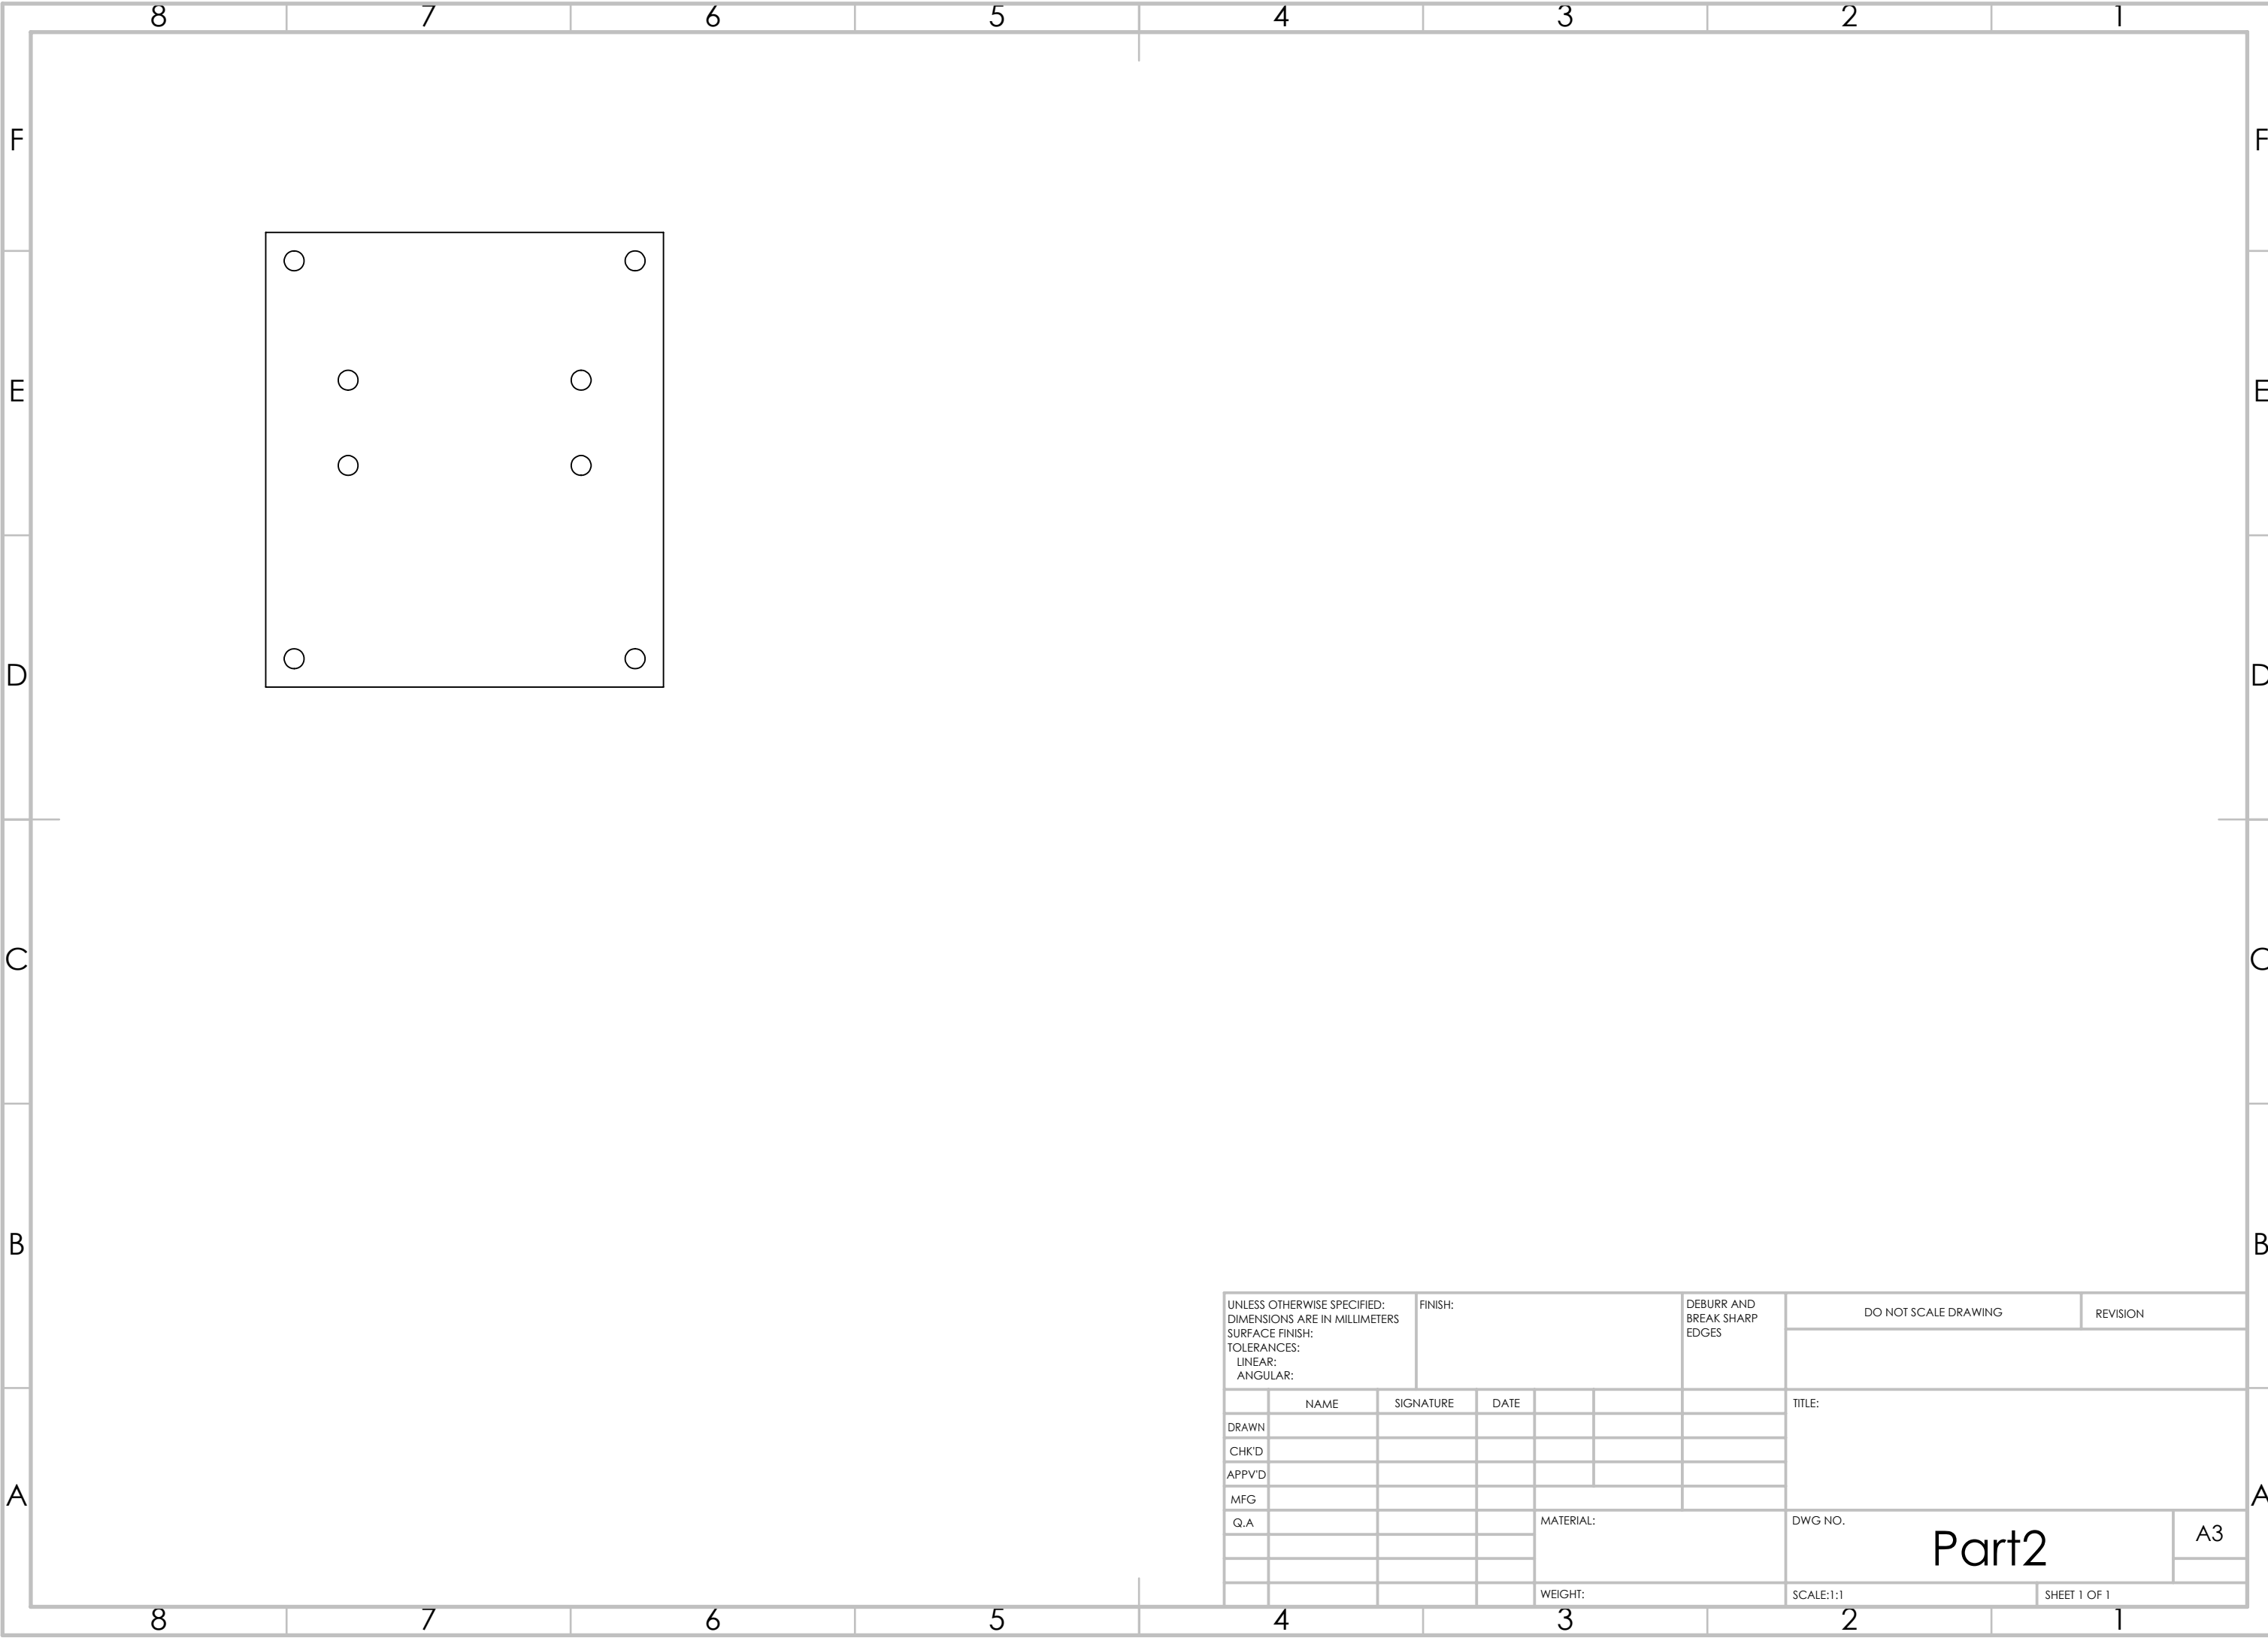 8 7 6 5 4 3 2 1
F F
E E
D D
C C
B B
A A
UNLESS OTHERWISE SPECIFIED:
DIMENSIONS ARE IN MILLIMETERS
SURFACE FINISH:
TOLERANCES:
LINEAR:
ANGULAR:
FINISH:
DEBURR AND
BREAK SHARP
EDGES
DO NOT SCALE DRAWING
REVISION
NAME SIGNATURE DATE
TITLE:
DRAWN
CHK'D
APPV'D
MFG
Q.A
MATERIAL:
DWG NO.
Part2
A3
WEIGHT:
SCALE:1:1
SHEET 1 OF 1
8 7 6 5 4 3 2 1